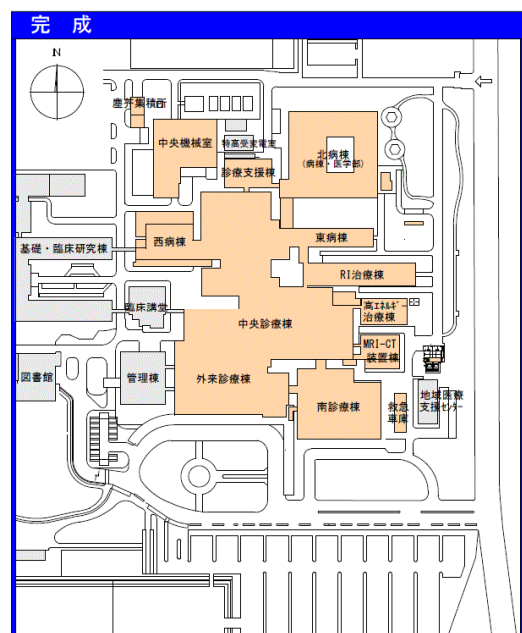 完 成
N
塵芥集積所
中央機械室
特高受変電室
北病棟
(病棟・医学部)
診療支援棟
西病棟
東病棟
基礎・臨床研究棟
RI治療棟
臨床講堂
高エネルギー
治療棟
中央診療棟
MRI-CT
装置棟
図書館
管理棟
外来診療棟
南診療棟
救急
車庫
地域医療
支援センター